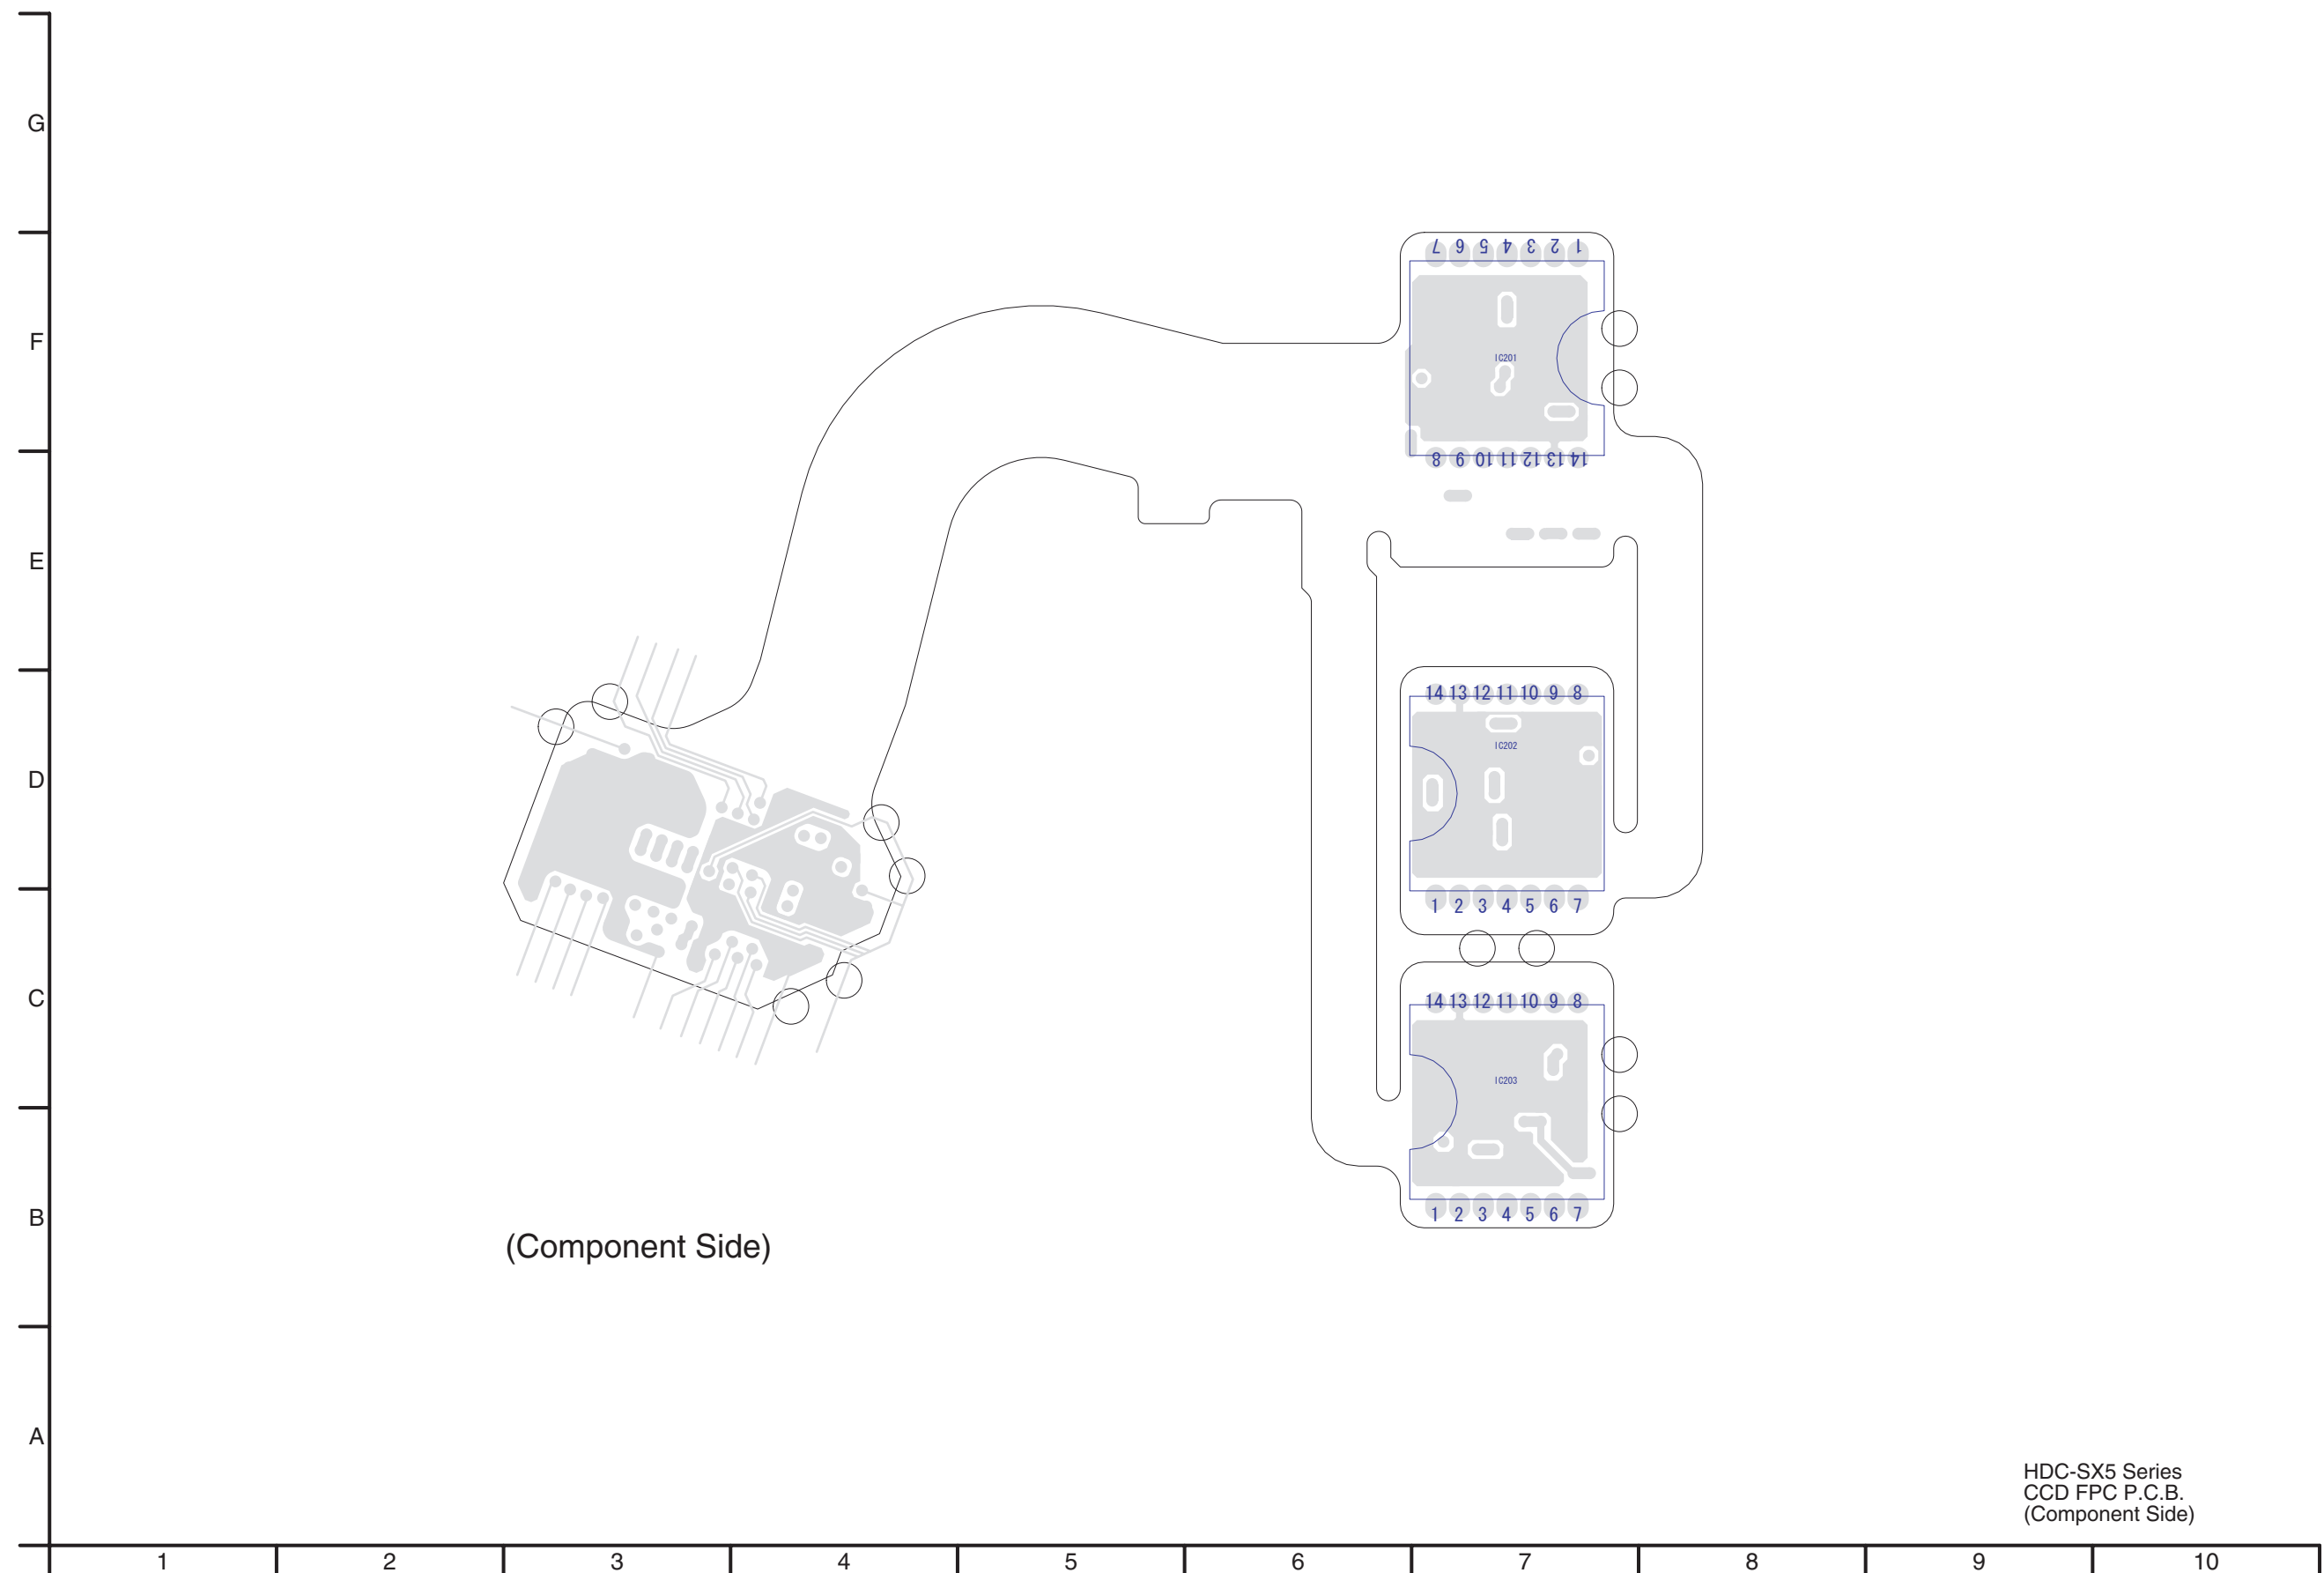 G
7 6 5 4 3 2 1
F
IC201
8 9 10 11 12 13 14
E
14 13 12 11 10 9 8
IC202
D
1 2 3 4 5 6 7
C
14 13 12 11 10 9 8
IC203
B
1 2 3 4 5 6 7
(Component Side)
A
HDC-SX5 Series
CCD FPC P.C.B.
(Component Side)
1 2 3 4 5 6 7 8 9 10